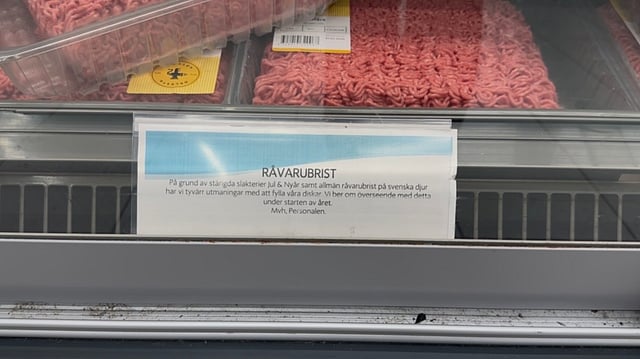 RÅVARUBRIST
På grund av stängda slakterier Jul & Nyår samt allmän råvarubrist på svenska djur
har vi tyvärr utmaningar med att fylla våra diskar. Vi ber om överseende med detta
under starten av året.
Mvh, Personalen.